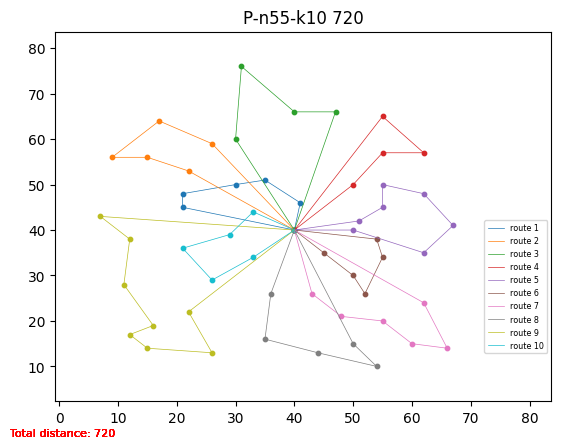 P-n55-k10 720
80
70
60
50
40
30
20
10
0 10 20 30 40 50 60 70 80
route 1
route 2
route 3
route 4
route 5
route 6
route 7
route 8
route 9
route 10
Total distance: 720